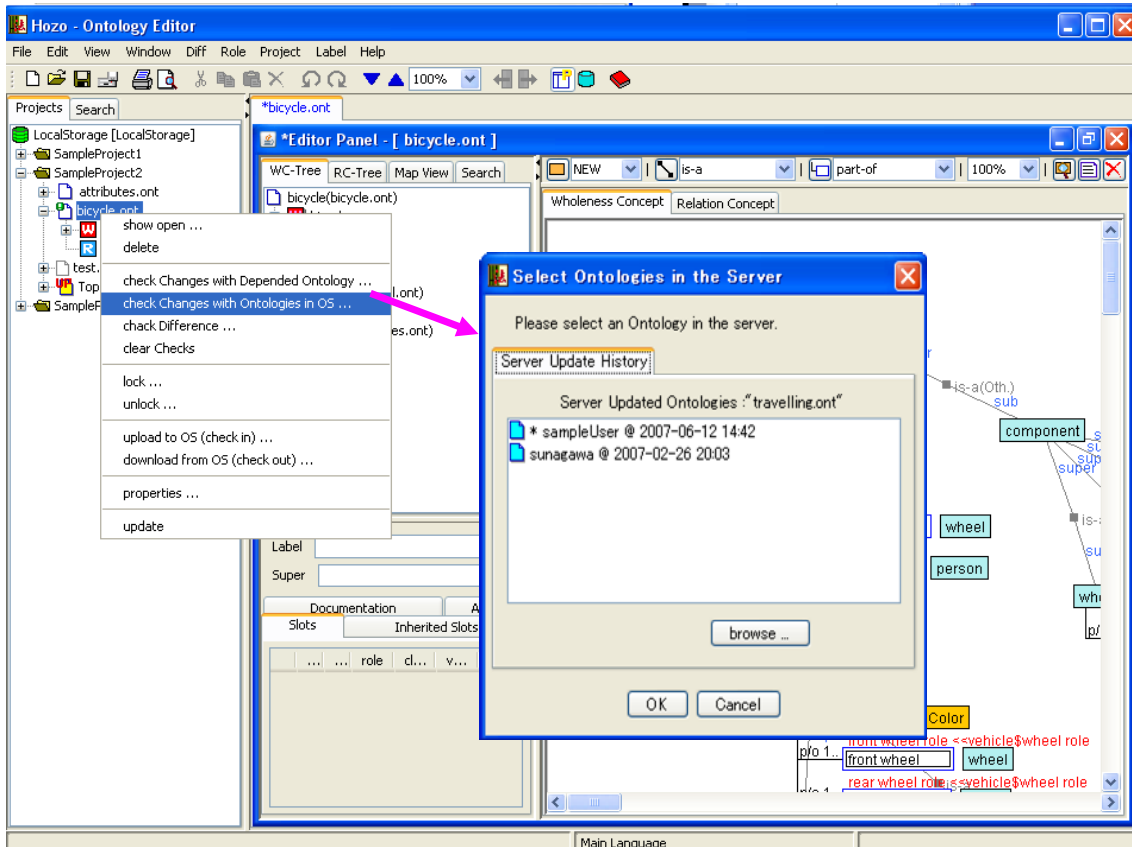 Hozo - Ontology Editor
File Edit View Window Diff Role Project Label Help
100%
Projects Search
*bicycle.ont
LocalStorage [LocalStorage]
SampleProject1
SampleProject2
attributes.ont
bicycle.ont
W
R
test.
Top
SampleP
show open ...
delete
check Changes with Depended Ontology ...
check Changes with Ontologies in OS ...
chack Difference ...
clear Checks
lock ...
unlock ...
upload to OS (check in) ...
download from OS (check out) ...
properties ...
update
*Editor Panel - [ bicycle.ont ]
WC-Tree RC-Tree Map View Search
bicycle(bicycle.ont)
l.ont)
es.ont)
Label
Super
Documentation A
Slots Inherited Slots
... ... role cl... v...
NEW is-a part-of 100%
Wholeness Concept Relation Concept
Select Ontologies in the Server
Please select an Ontology in the server.
Server Update History
Server Updated Ontologies :"travelling.ont"
* sampleUser @ 2007-06-12 14:42
sunagawa @ 2007-02-26 20:03
browse ...
OK Cancel
r
is-a(Oth.)
sub
component
s
su
sup
super
is-
wheel
su
person
whe
p/
Color
front wheel role <<vehicle$wheel role
p/o 1..
front wheel wheel
rear wheel role <<vehicle$wheel role
Main Language